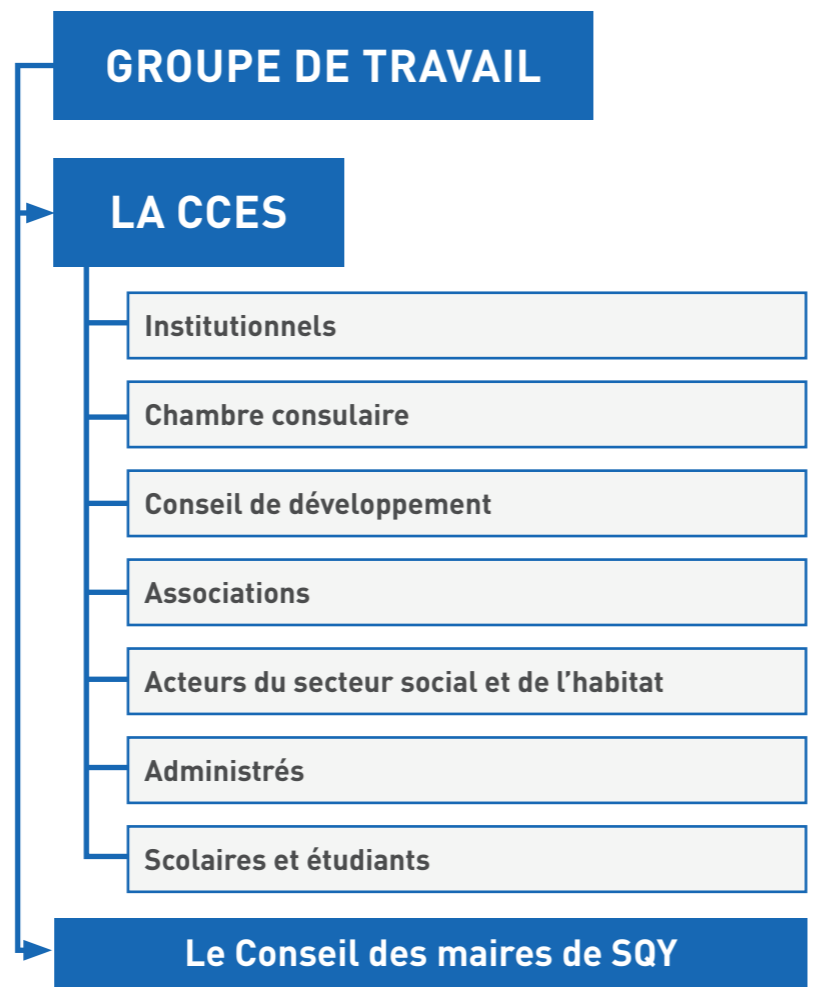 GROUPE DE TRAVAIL
LA CCES
Institutionnels
Chambre consulaire
Conseil de développement
Associations
Acteurs du secteur social et de l’habitat
Administrés
Scolaires et étudiants
Le Conseil des maires de SQY